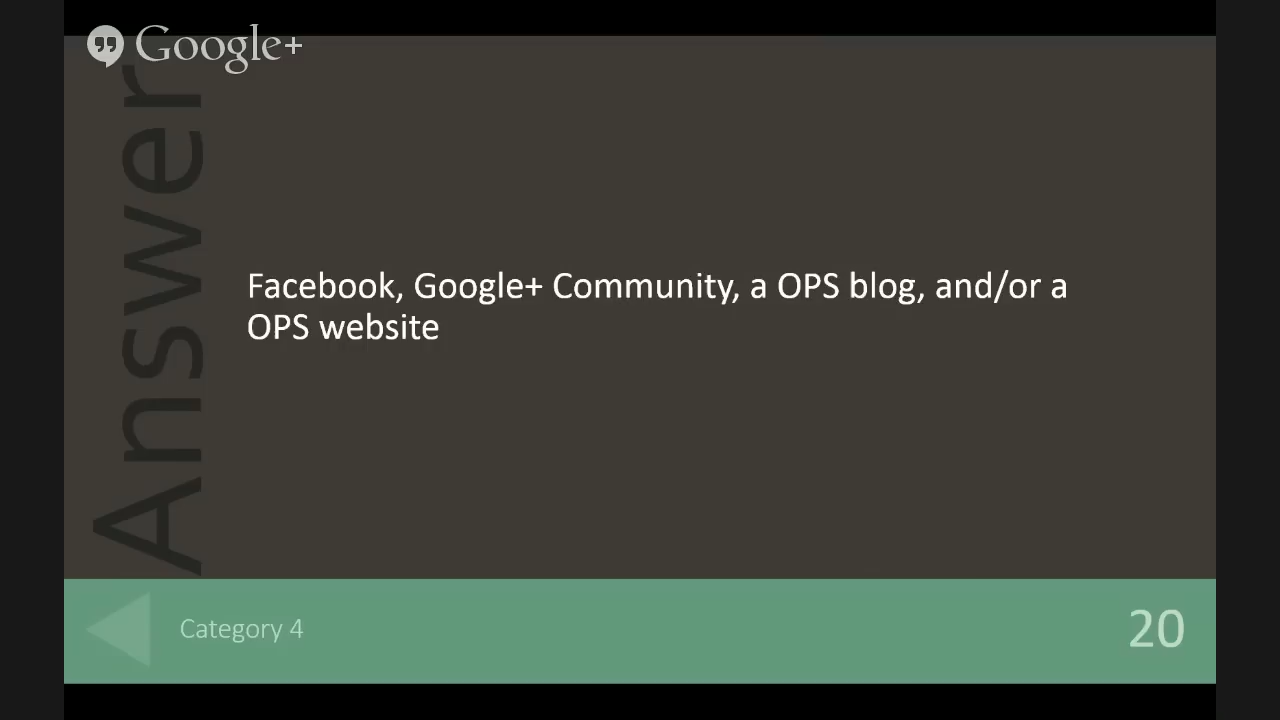 Google+
Answer
Facebook, Google+ Community, a OPS blog, and/or a
OPS website
Category 4
20